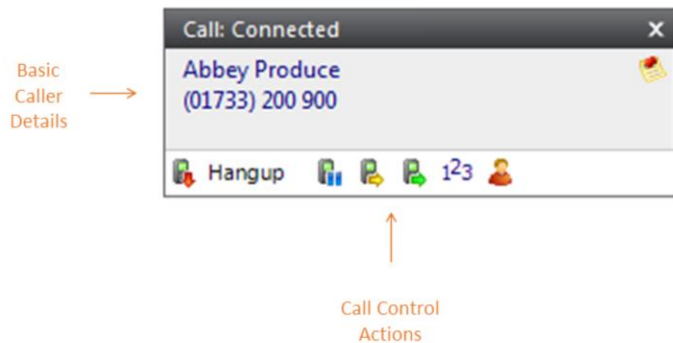 Call: Connected
Basic
Caller
Details
Abbey Produce
(01733) 200 900
Hangup
123
Call Control
Actions